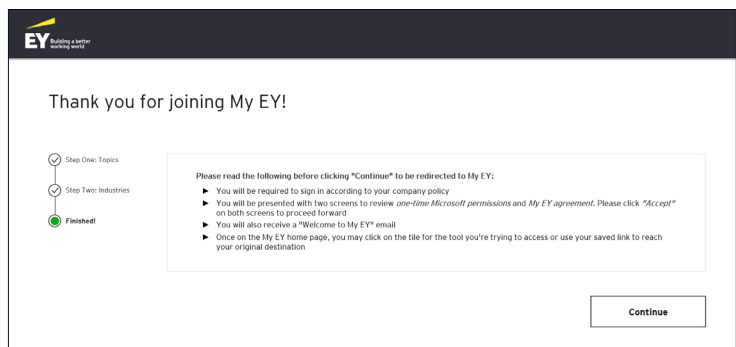 EY Building a better
working world
Thank you for joining My EY!
Step One: Topics
Step Two: Industries
Finished!
Please read the following before clicking "Continue" to be redirected to My EY:
► You will be required to sign in according to your company policy
► You will be presented with two screens to review one-time Microsoft permissions and My EY agreement. Please click "Accept"
on both screens to proceed forward
► You will also receive a "Welcome to My EY" email
► Once on the My EY home page, you may click on the tile for the tool you're trying to access or use your saved link to reach
your original destination
Continue